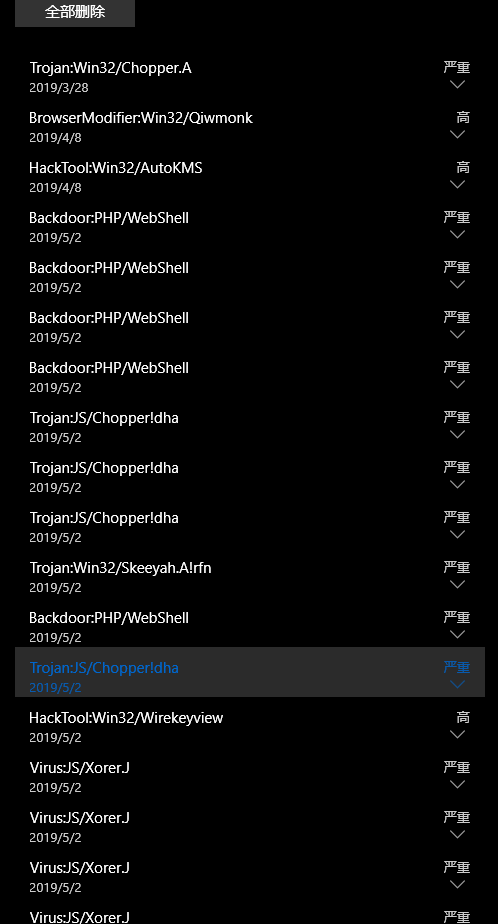 全部删除
Trojan:Win32/Chopper.A 严重
2019/3/28
BrowserModifier:Win32/Qiwmonk 高
2019/4/8
HackTool:Win32/AutoKMS 高
2019/4/8
Backdoor:PHP/WebShell 严重
2019/5/2
Backdoor:PHP/WebShell 严重
2019/5/2
Backdoor:PHP/WebShell 严重
2019/5/2
Backdoor:PHP/WebShell 严重
2019/5/2
Trojan:JS/Chopper!dha 严重
2019/5/2
Trojan:JS/Chopper!dha 严重
2019/5/2
Trojan:JS/Chopper!dha 严重
2019/5/2
Trojan:Win32/Skeeyah.A!rfn 严重
2019/5/2
Backdoor:PHP/WebShell 严重
2019/5/2
Trojan:JS/Chopper!dha 严重
2019/5/2
HackTool:Win32/Wirekeyview 高
2019/5/2
Virus:JS/Xorer.J 严重
2019/5/2
Virus:JS/Xorer.J 严重
2019/5/2
Virus:JS/Xorer.J 严重
2019/5/2
Virus:JS/Xorer.J 严重